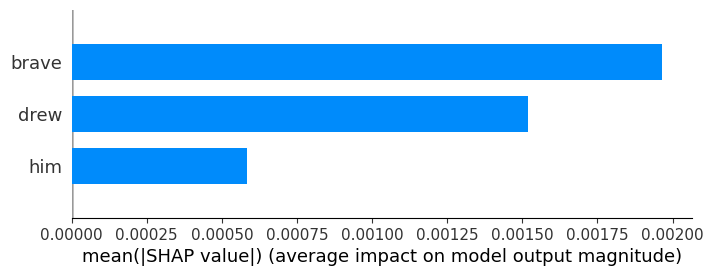 brave
drew
him
0.00000 0.00025 0.00050 0.00075 0.00100 0.00125 0.00150 0.00175 0.00200
mean(|SHAP value|) (average impact on model output magnitude)